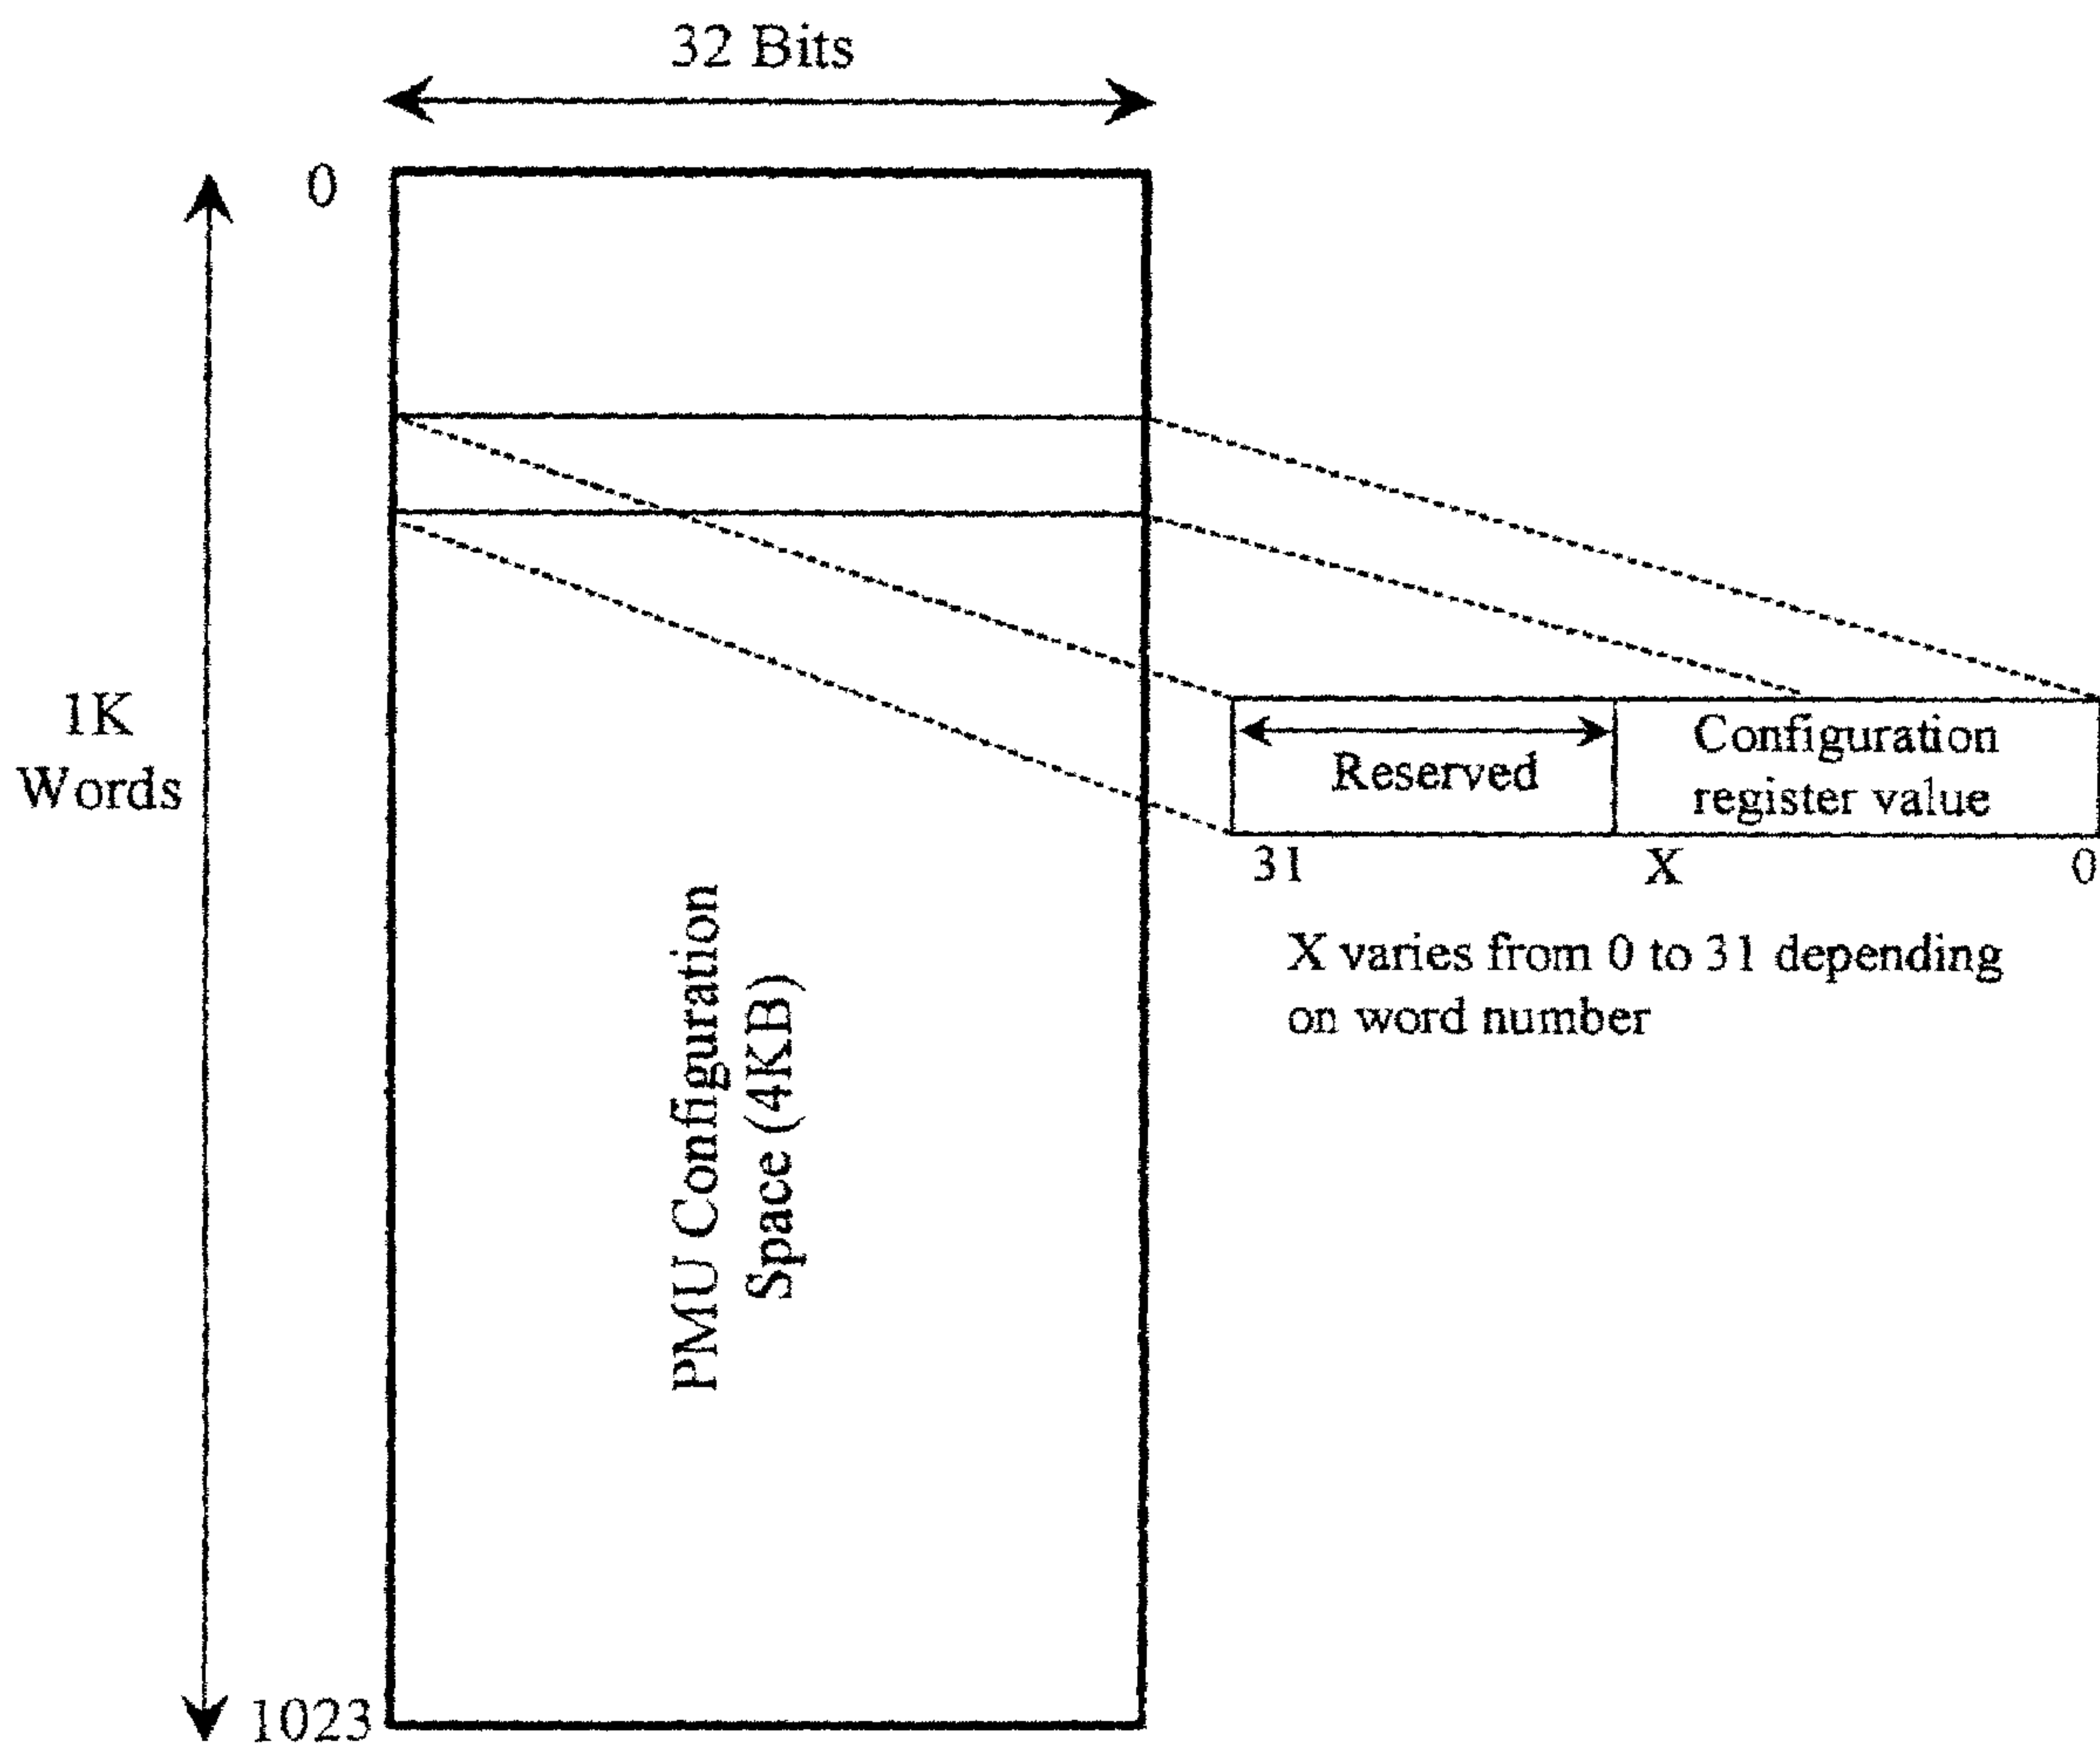 32 Bits
0
1K
Words
Reserved
Configuration
register value
31
X
0
X varies from 0 to 31 depending
on word number
PMU Configuration
Space (4KB)
1023